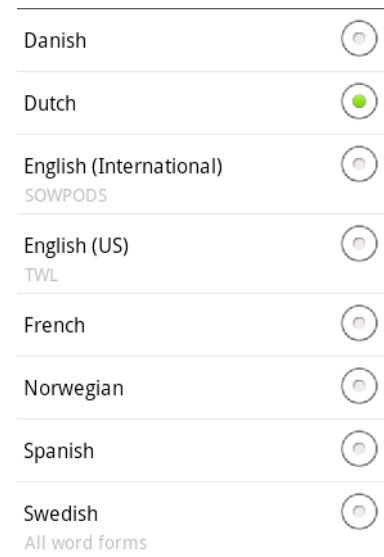 Danish
Dutch
English (International)
SOWPODS
English (US)
TWL
French
Norwegian
Spanish
Swedish
All word forms